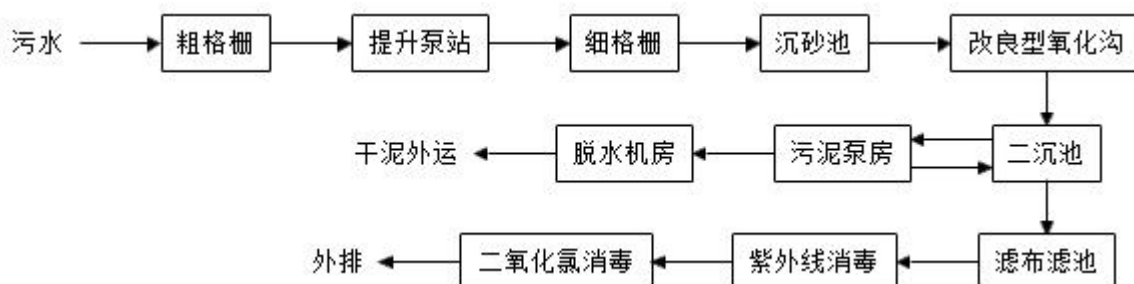 污水 粗格栅 提升泵站 细格栅 沉砂池 改良型氧化沟
干泥外运 脱水机房 污泥泵房 二沉池
外排 二氧化氯消毒 紫外线消毒 滤布滤池